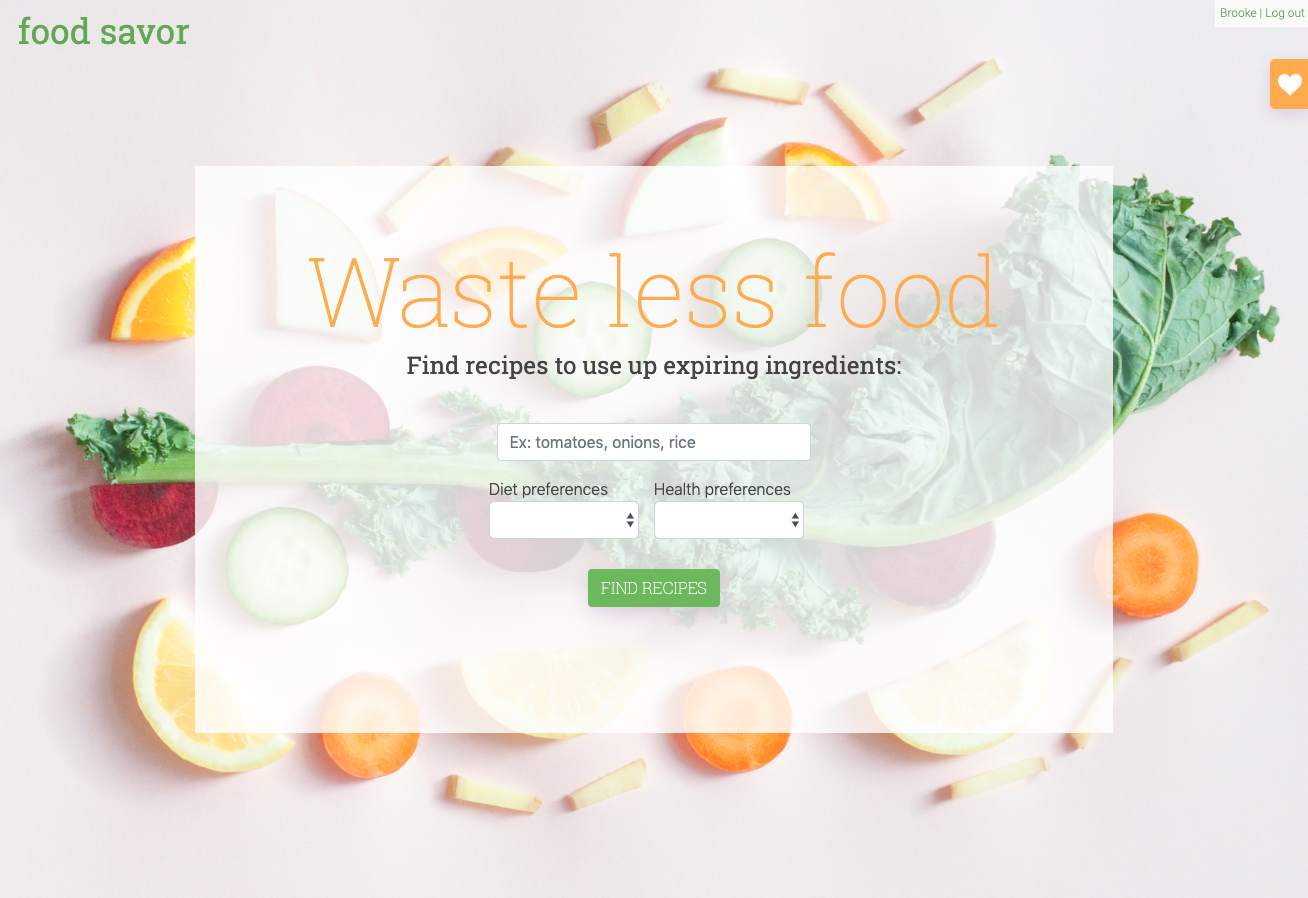 food savor
Brooke | Log out
Waste less food
Find recipes to use up expiring ingredients:
Ex: tomatoes, onions, rice
Diet preferences Health preferences
FIND RECIPES